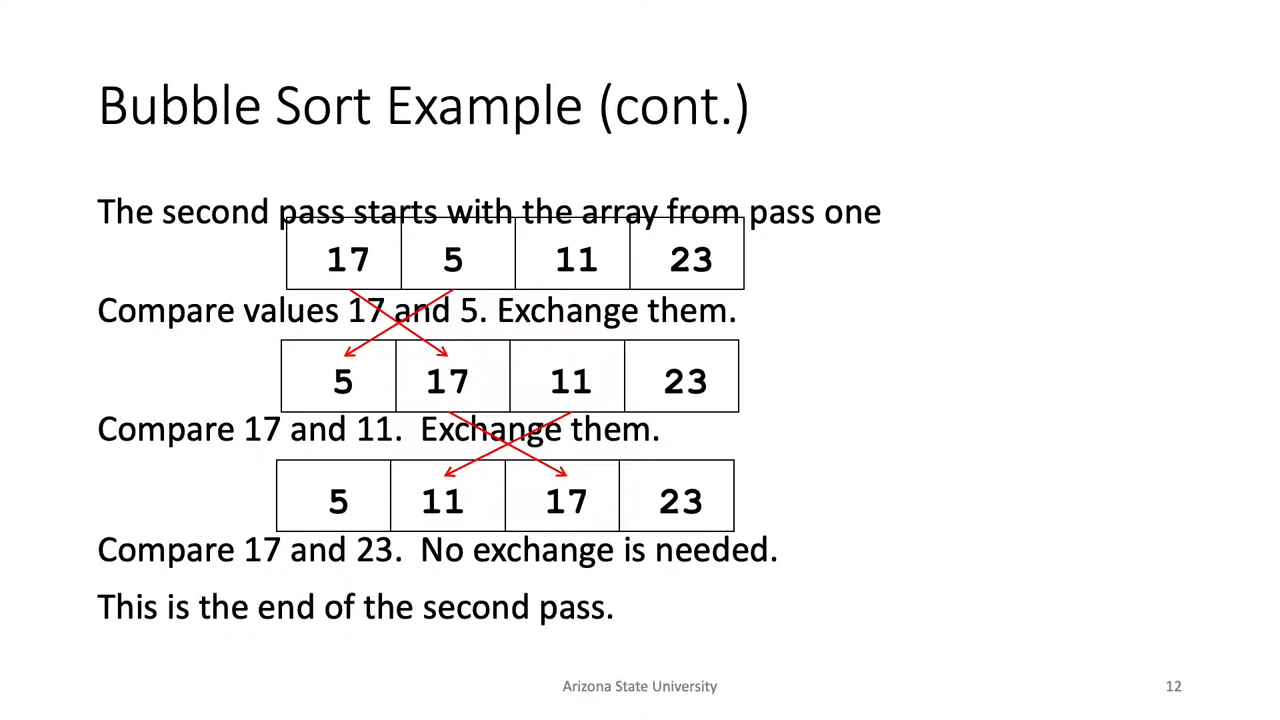 Bubble Sort Example (cont.)
The second pass starts with the array from pass one
17 5 11 23
Compare values 17 and 5. Exchange them.
5 17 11 23
Compare 17 and 11. Exchange them.
5 11 17 23
Compare 17 and 23. No exchange is needed.
This is the end of the second pass.
Arizona State University 12